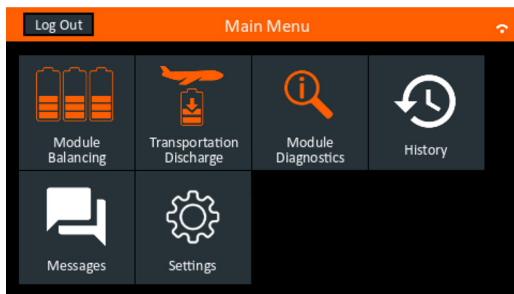 Log Out
Main Menu
Module
Balancing
Transportation
Discharge
Module
Diagnostics
History
Messages
Settings